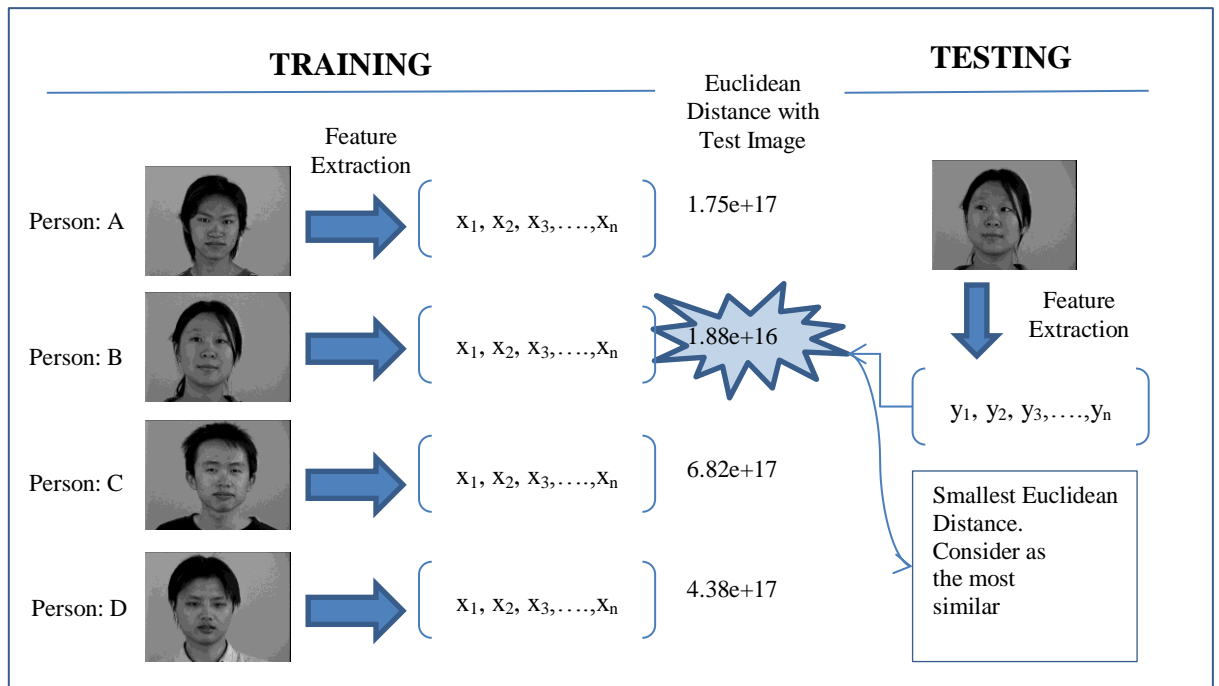 TRAINING
TESTING
Euclidean
Distance with
Test Image
Feature
Extraction
Person: A
x₁, x₂, x₃,….,xₙ
1.75e+17
Person: B
x₁, x₂, x₃,….,xₙ
1.88e+16
Person: C
x₁, x₂, x₃,….,xₙ
6.82e+17
Person: D
x₁, x₂, x₃,….,xₙ
4.38e+17
Feature
Extraction
y₁, y₂, y₃,….,yₙ
Smallest Euclidean
Distance.
Consider as
the most
similar